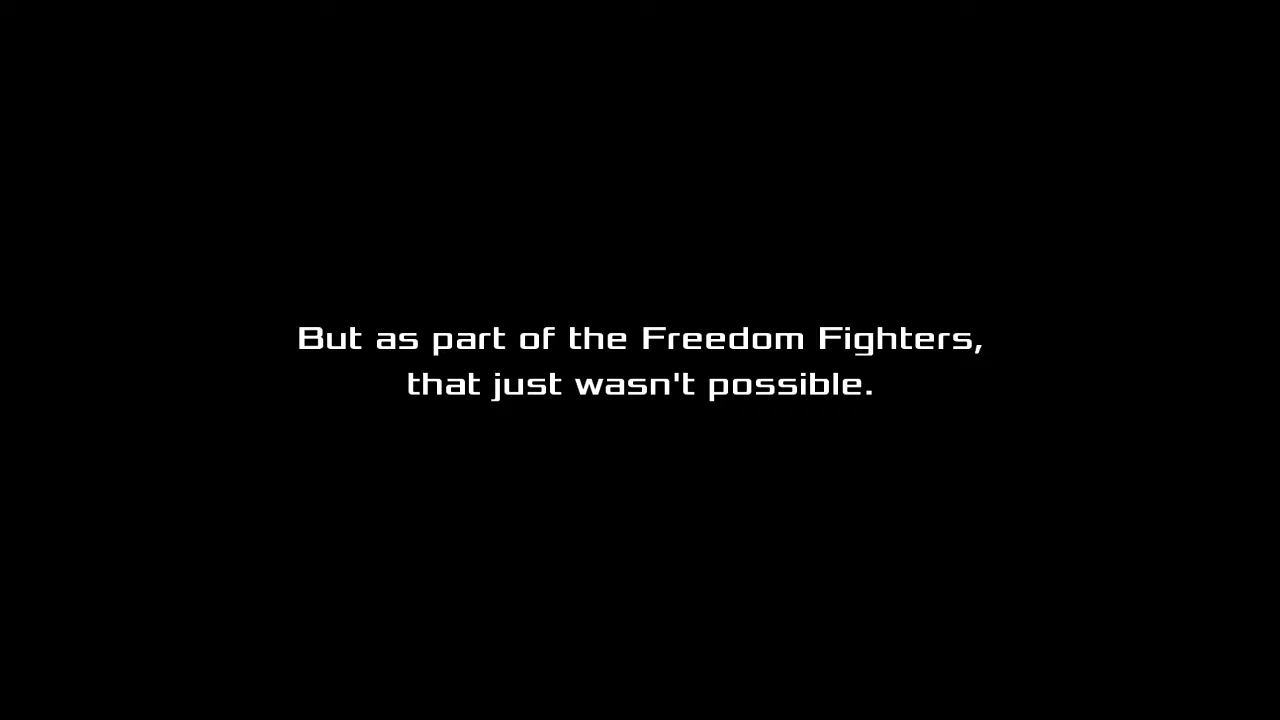 But as part of the Freedom Fighters,
that just wasn't possible.